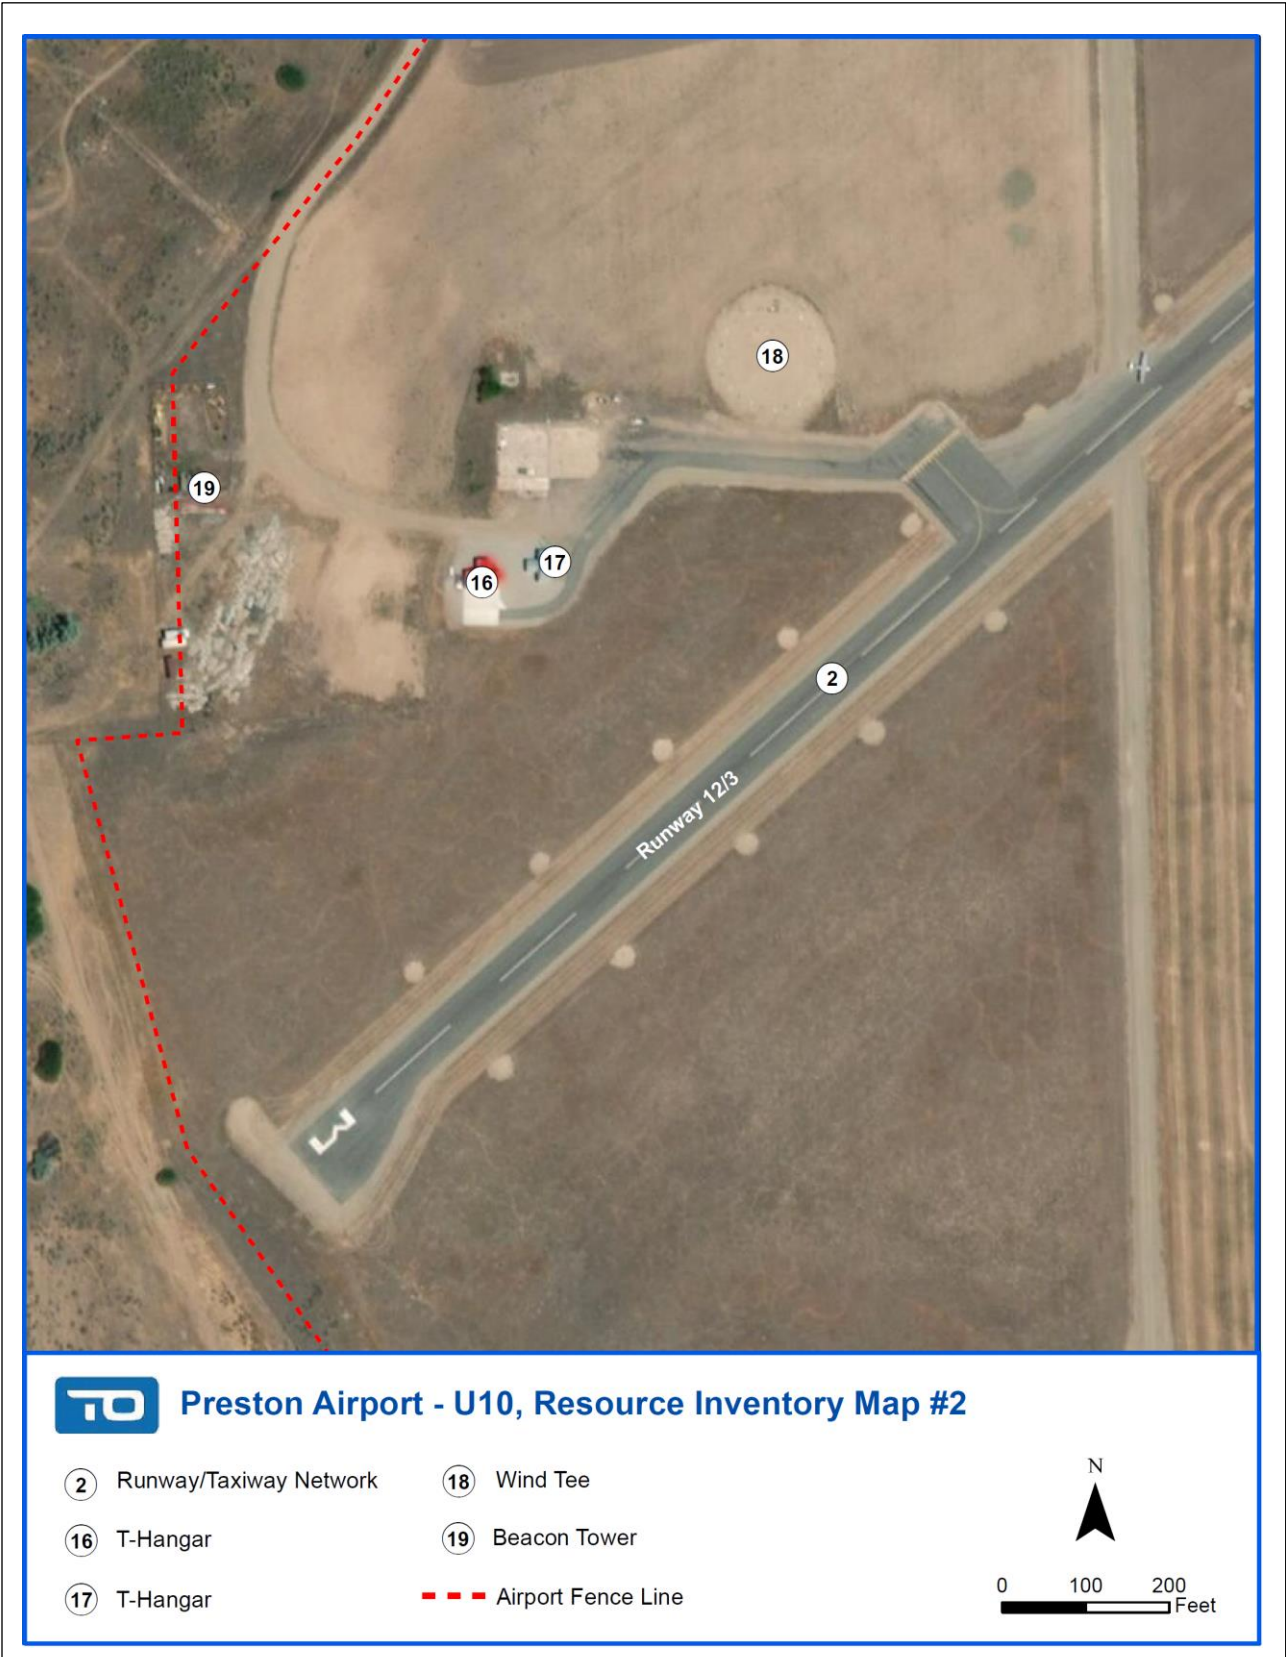 18
19
17
16
2
Runway 12/3
3
TO
Preston Airport - U10, Resource Inventory Map #2
2 Runway/Taxiway Network
18 Wind Tee
16 T-Hangar
19 Beacon Tower
17 T-Hangar
Airport Fence Line
N
0 100 200
Feet